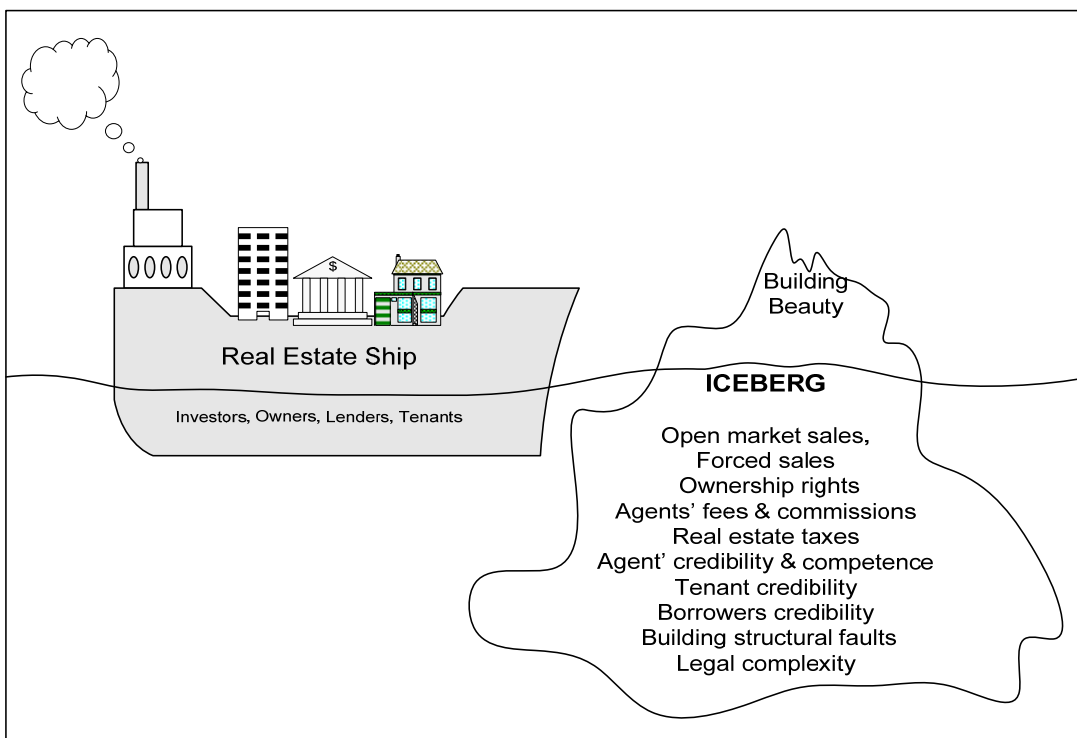 $
Real Estate Ship
Investors, Owners, Lenders, Tenants
Building
Beauty
ICEBERG
Open market sales,
Forced sales
Ownership rights
Agents’ fees & commissions
Real estate taxes
Agent’ credibility & competence
Tenant credibility
Borrowers credibility
Building structural faults
Legal complexity